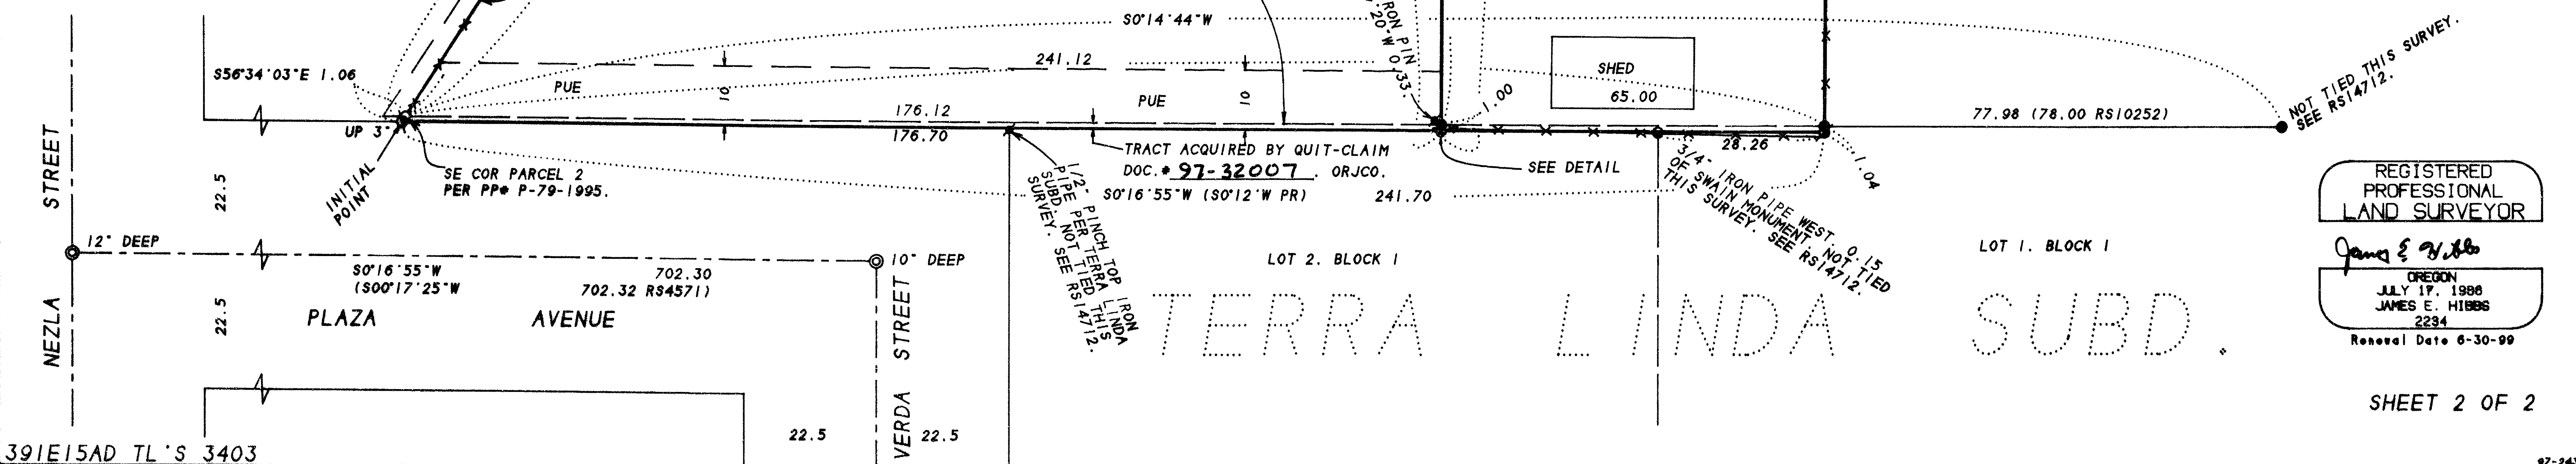 S0°14'44"W
RON PIN
20"W 0.33.
NOT TIED THIS SURVEY.
SEE RS14712.
S56°34'03"E 1.06
241.12
PUE
10
PUE
10
SHED
65.00
1.00
176.12
176.70
77.98 (78.00 RS10252)
UP 3"
INITIAL
POINT
SE COR PARCEL 2
PER PP# P-79-1995.
TRACT ACQUIRED BY QUIT-CLAIM
DOC.# 97-32007 . ORJCO.
SEE DETAIL
28.26
1.04
S0°16'55"W (S0°12'W PR) 241.70
1/2" PINCH TOP IRON
PIPE PER TERRA LINDA
SUBD. NOT TIED THIS
SURVEY. SEE RS14712.
3/4" IRON PIPE WEST, 0.15
OF SWAIN MONUMENT, NOT TIED
THIS SURVEY. SEE RS14712.
REGISTERED
PROFESSIONAL
LAND SURVEYOR
James E Hibbs
OREGON
JULY 17, 1986
JAMES E. HIBBS
2234
Renewal Date 6-30-99
NEZLA STREET
22.5
22.5
12" DEEP
10" DEEP
S0°16'55"W 702.30
(S00°17'25"W 702.32 RS4571)
PLAZA AVENUE
VERDA STREET
22.5
22.5
LOT 2. BLOCK 1
LOT 1. BLOCK 1
TERRA LINDA SUBD.
SHEET 2 OF 2
391E15AD TL'S 3403